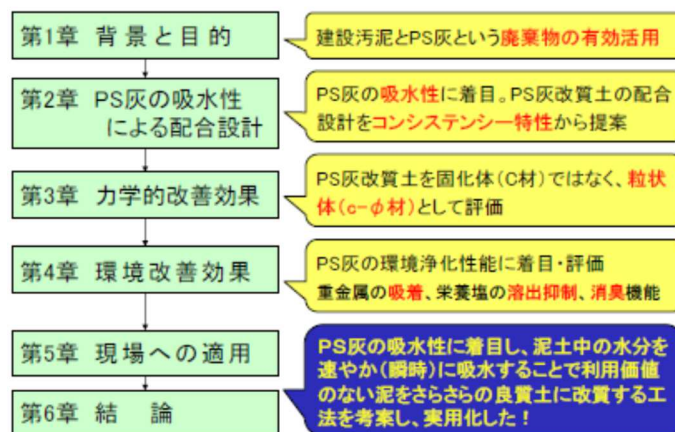 第1章 背景と目的
建設汚泥とPS灰という廃棄物の有効活用
第2章 PS灰の吸水性
による配合設計
PS灰の吸水性に着目。PS灰改質土の配合
設計をコンシステンシー特性から提案
第3章 力学的改善効果
PS灰改質土を固化体(C材)ではなく、粒状
体(c-φ材)として評価
第4章 環境改善効果
PS灰の環境浄化性能に着目・評価
重金属の吸着、栄養塩の溶出抑制、消臭機能
第5章 現場への適用
第6章 結 論
PS灰の吸水性に着目し、泥土中の水分を
速やか(瞬時)に吸水することで利用価値
のない泥をさらさらの良質土に改質する工
法を考案し、実用化した!